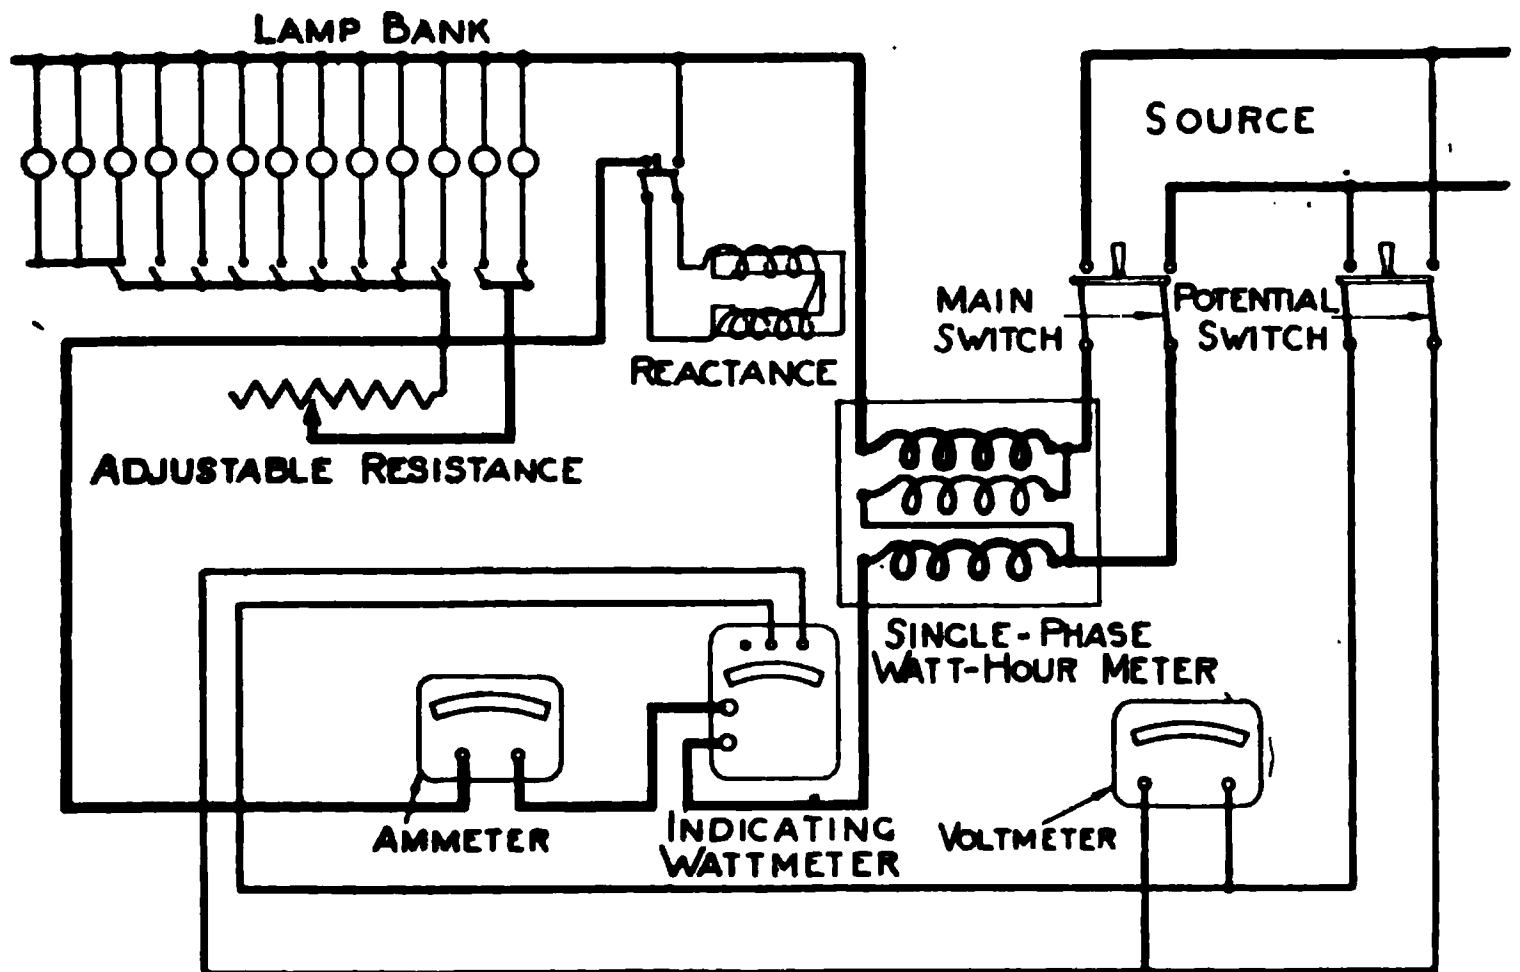 LAMP BANK
SOURCE
MAIN
SWITCH
POTENTIAL
SWITCH
REACTANCE
ADJUSTABLE RESISTANCE
SINGLE-PHASE
WATT-HOUR METER
AMMETER
INDICATING
WATTMETER
VOLTMETER